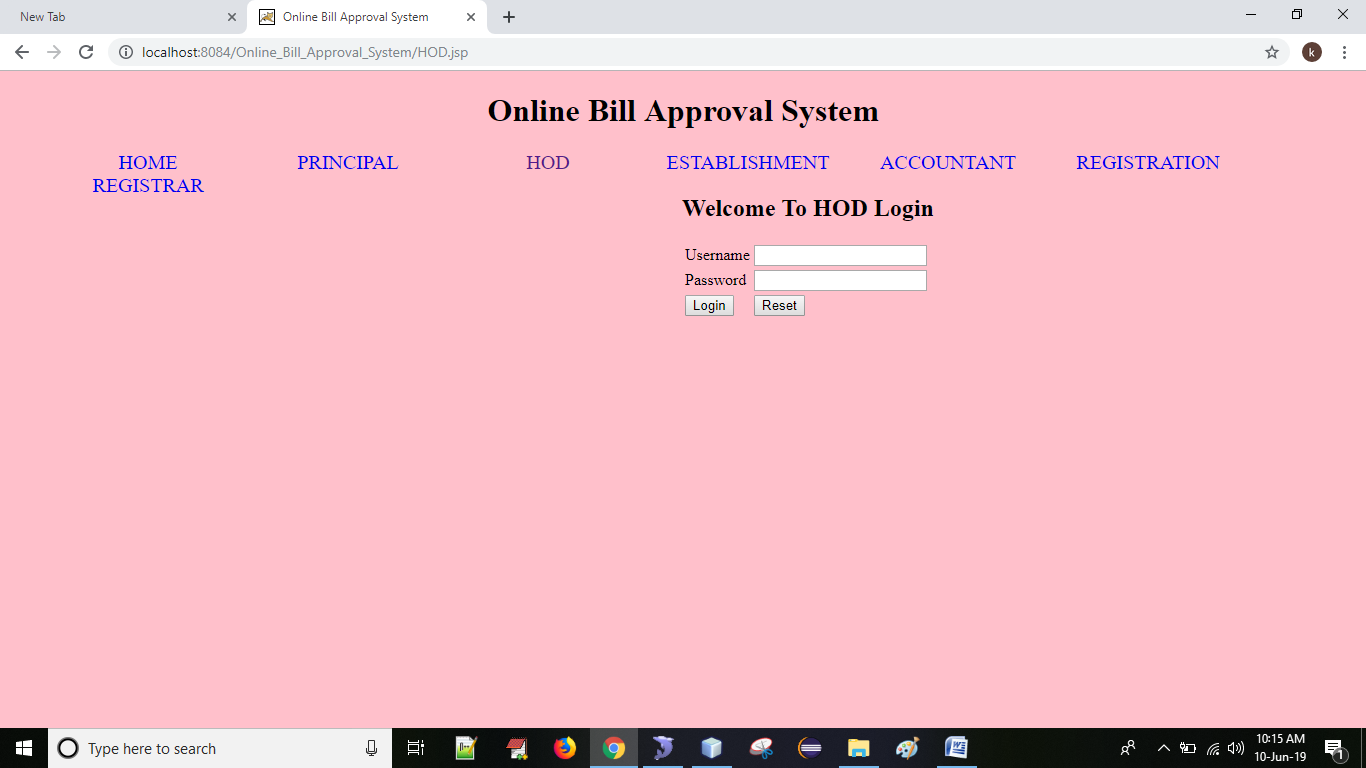 New Tab
Online Bill Approval System
localhost:8084/Online_Bill_Approval_System/HOD.jsp
k
Online Bill Approval System
HOME PRINCIPAL HOD ESTABLISHMENT ACCOUNTANT REGISTRATION
REGISTRAR
Welcome To HOD Login
Username
Password
Login Reset
Type here to search
10:15 AM
10-Jun-19
1